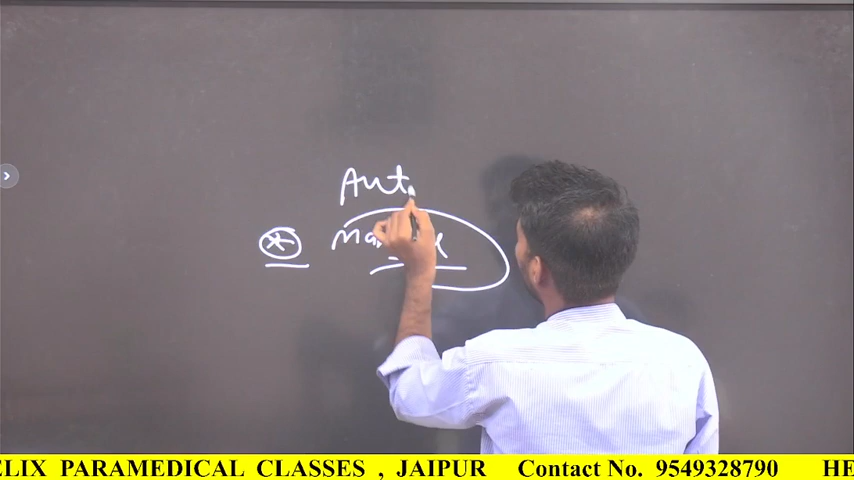 Aut
ELIX PARAMEDICAL CLASSES , JAIPUR Contact No. 9549328790 HE